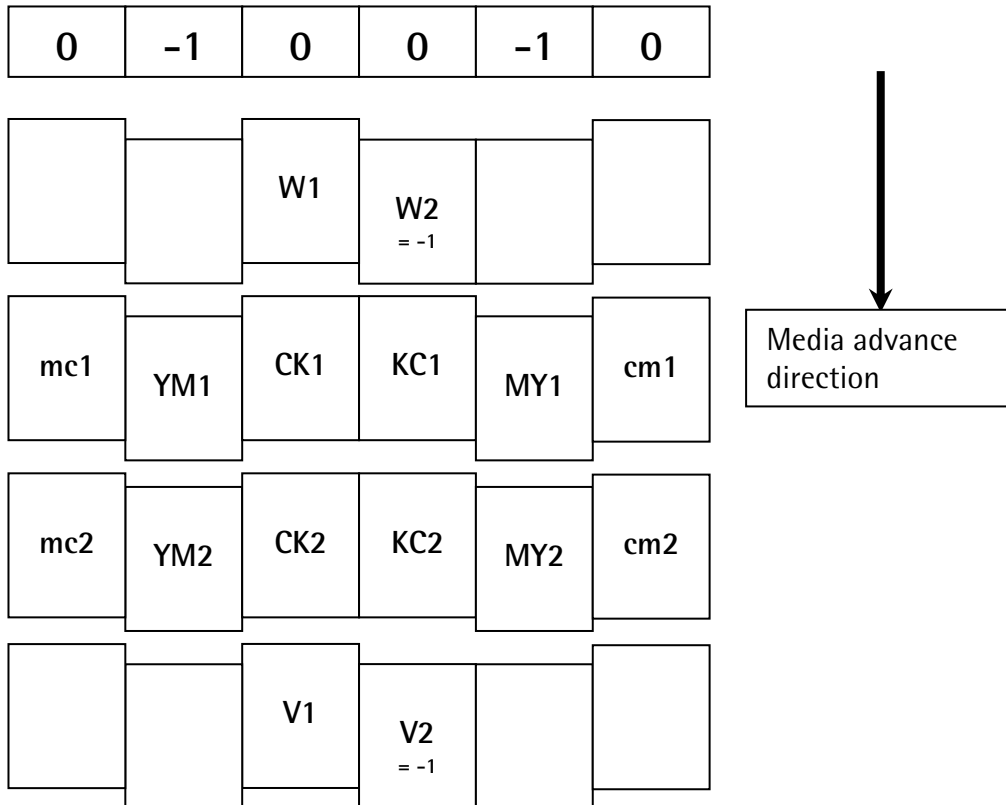 0 -1 0 0 -1 0
W1
W2
= -1
mc1 YM1 CK1 KC1 MY1 cm1
Media advance
direction
mc2 YM2 CK2 KC2 MY2 cm2
V1
V2
= -1